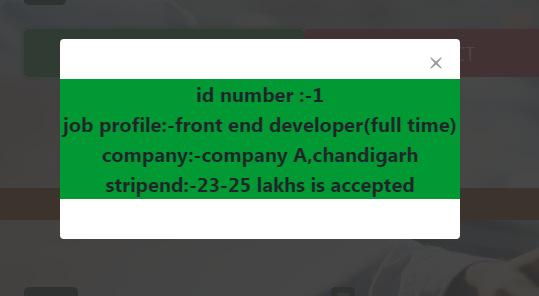 id number :-1
job profile:-front end developer(full time)
company:-company A,chandigarh
stripend:-23-25 lakhs is accepted